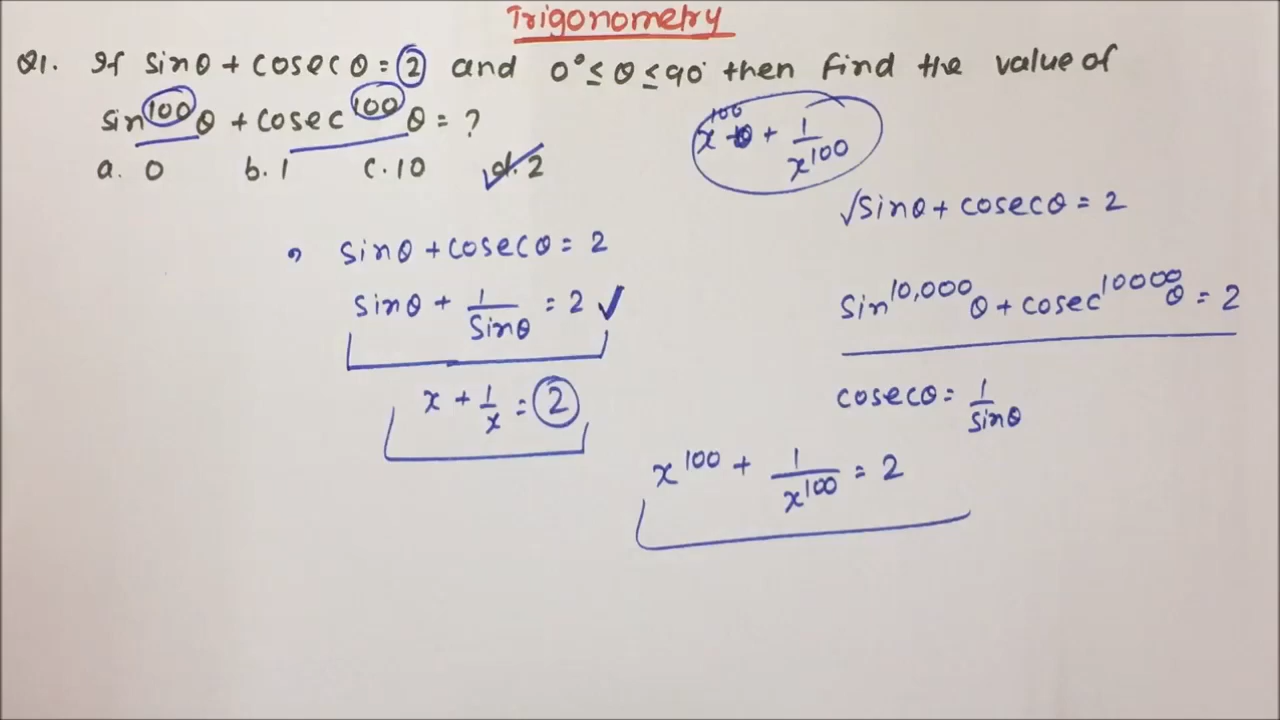 Trigonometry
Q1. If sinθ + cosec θ = 2 and 0° ≤ θ ≤ 90° then find the value of
sin¹⁰⁰θ + cosec¹⁰⁰θ = ?
a. 0 b. 1 c. 10 d. 2
x¹⁰⁰ + 1/x¹⁰⁰
√sinθ + cosecθ = 2
sinθ + cosecθ = 2
sinθ + 1/sinθ = 2 ✓
sin¹⁰,⁰⁰⁰θ + cosec¹⁰⁰⁰⁰θ = 2
x + 1/x = 2
cosecθ = 1/sinθ
x¹⁰⁰ + 1/x¹⁰⁰ = 2